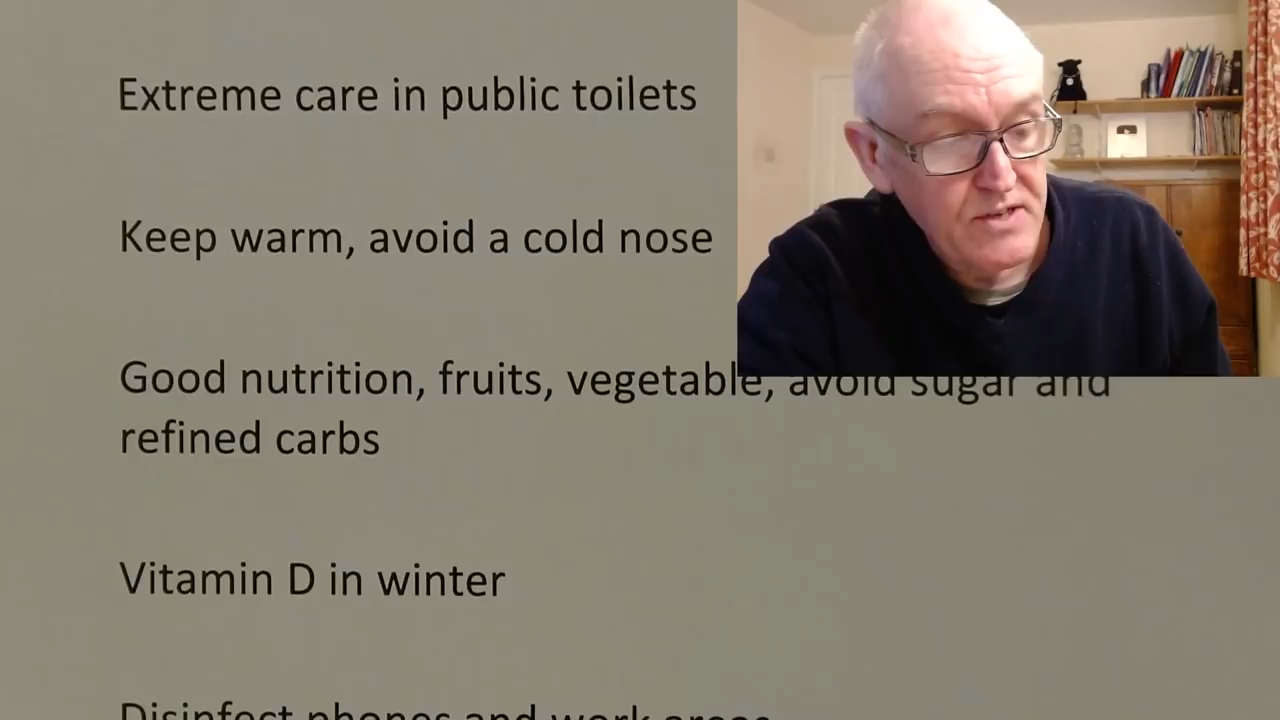 Extreme care in public toilets
Keep warm, avoid a cold nose
Good nutrition, fruits, vegetable, avoid sugar and
refined carbs
Vitamin D in winter
Disinfect phones and work areas